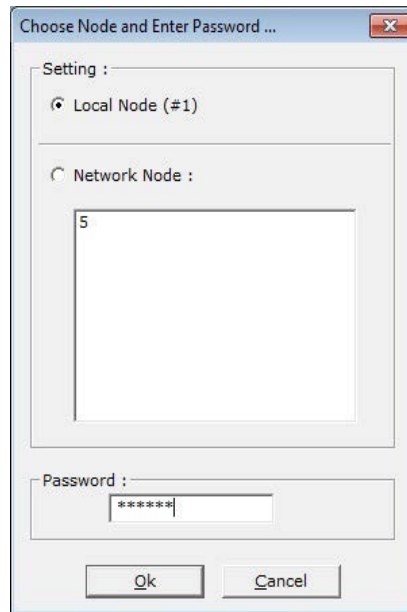 Choose Node and Enter Password ...
Setting :
Local Node (#1)
Network Node :
5
Password :
******
Ok
Cancel